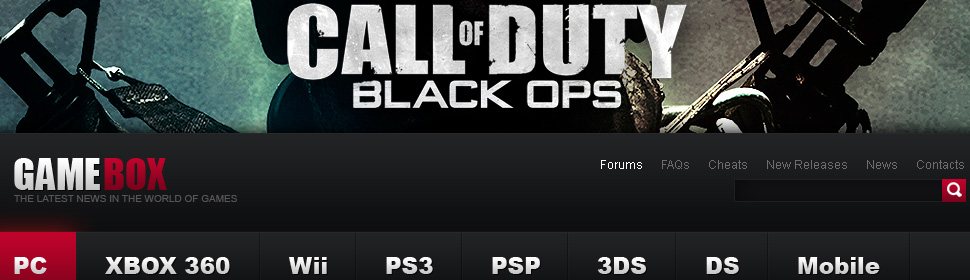 CALL OF DUTY
BLACK OPS
GAMEBOX
THE LATEST NEWS IN THE WORLD OF GAMES
Forums FAQs Cheats New Releases News Contacts
PC XBOX 360 Wii PS3 PSP 3DS DS Mobile